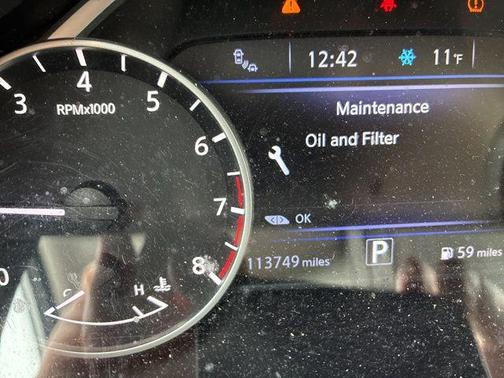 12:42
11°F
Maintenance
Oil and Filter
OK
113749 miles
P
59 miles
3
4
5
6
7
8
0
RPMx1000
C
H